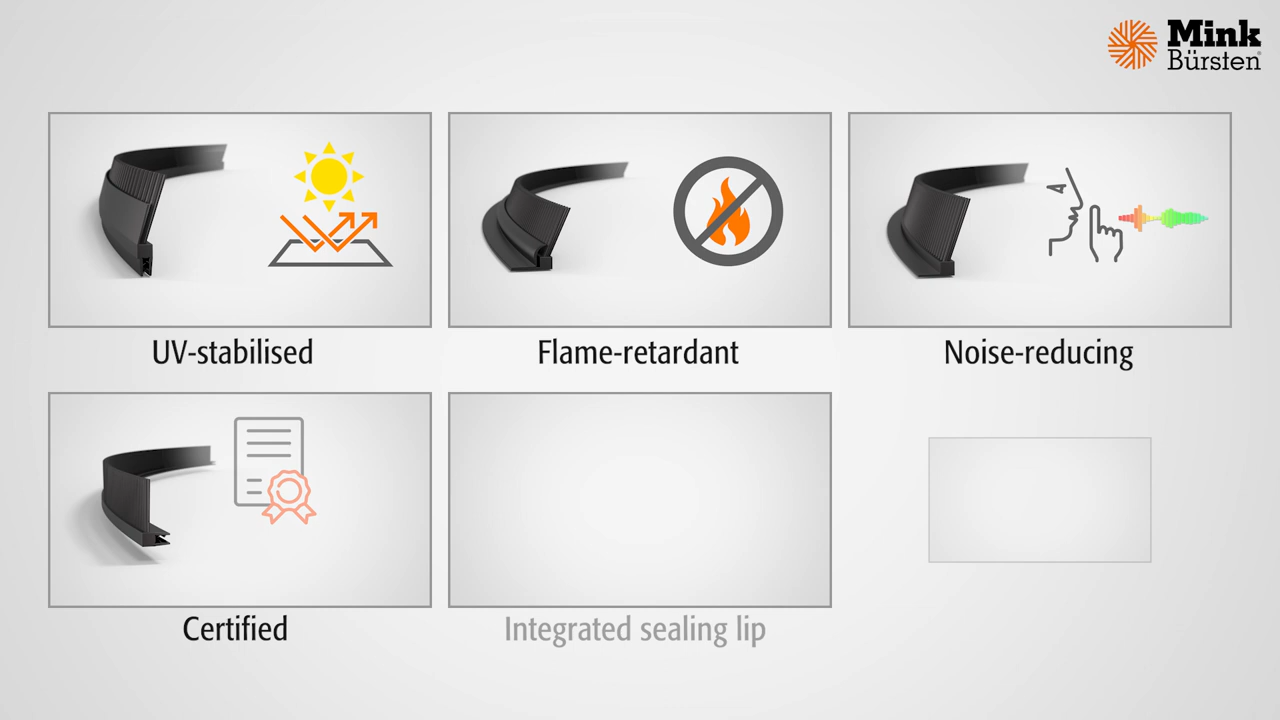 Mink
Bürsten®
UV-stabilised
Flame-retardant
Noise-reducing
Certified
Integrated sealing lip